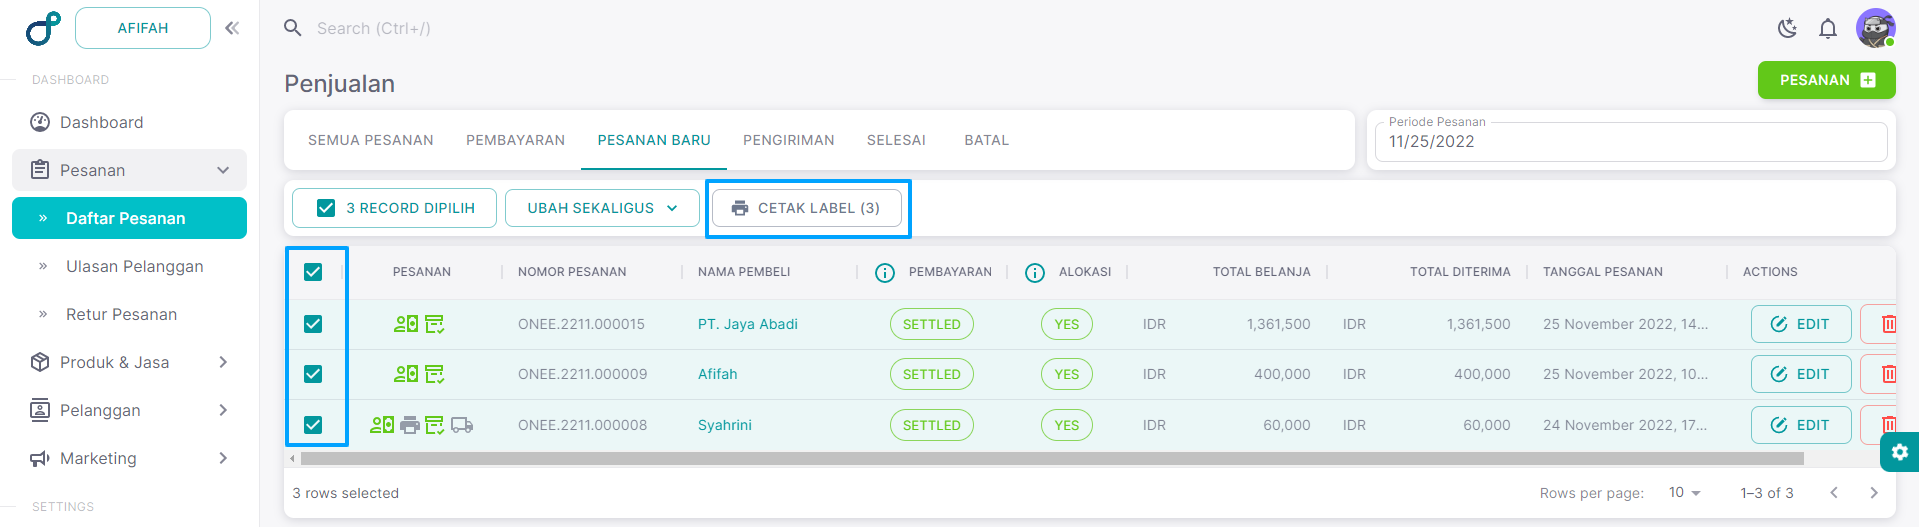 AFIFAH
Search (Ctrl+/)
DASHBOARD
Dashboard
Pesanan
Daftar Pesanan
Ulasan Pelanggan
Retur Pesanan
Produk & Jasa
Pelanggan
Marketing
SETTINGS
Penjualan
PESANAN
SEMUA PESANAN PEMBAYARAN PESANAN BARU PENGIRIMAN SELESAI BATAL
Periode Pesanan
11/25/2022
3 RECORD DIPILIH UBAH SEKALIGUS CETAK LABEL (3)
PESANAN NOMOR PESANAN NAMA PEMBELI PEMBAYARAN ALOKASI TOTAL BELANJA TOTAL DITERIMA TANGGAL PESANAN ACTIONS
ONEE.2211.000015 PT. Jaya Abadi SETTLED YES IDR 1,361,500 IDR 1,361,500 25 November 2022, 14... EDIT
ONEE.2211.000009 Afifah SETTLED YES IDR 400,000 IDR 400,000 25 November 2022, 10... EDIT
ONEE.2211.000008 Syahrini SETTLED YES IDR 60,000 IDR 60,000 24 November 2022, 17... EDIT
3 rows selected
Rows per page: 10 1–3 of 3